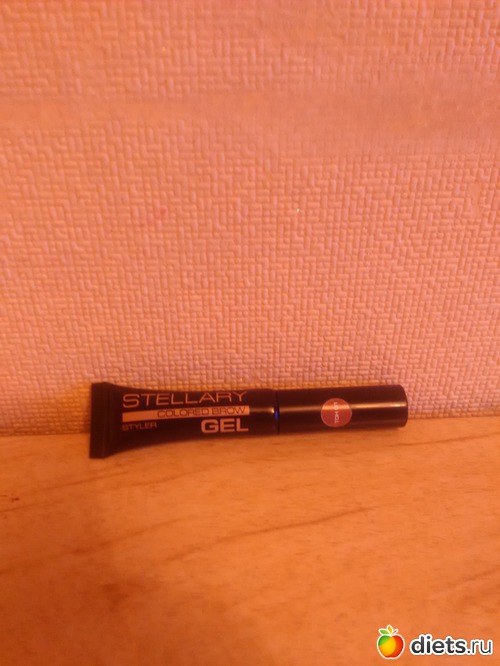 STELLARY
COLORED BROW
STYLER
GEL
diets.ru